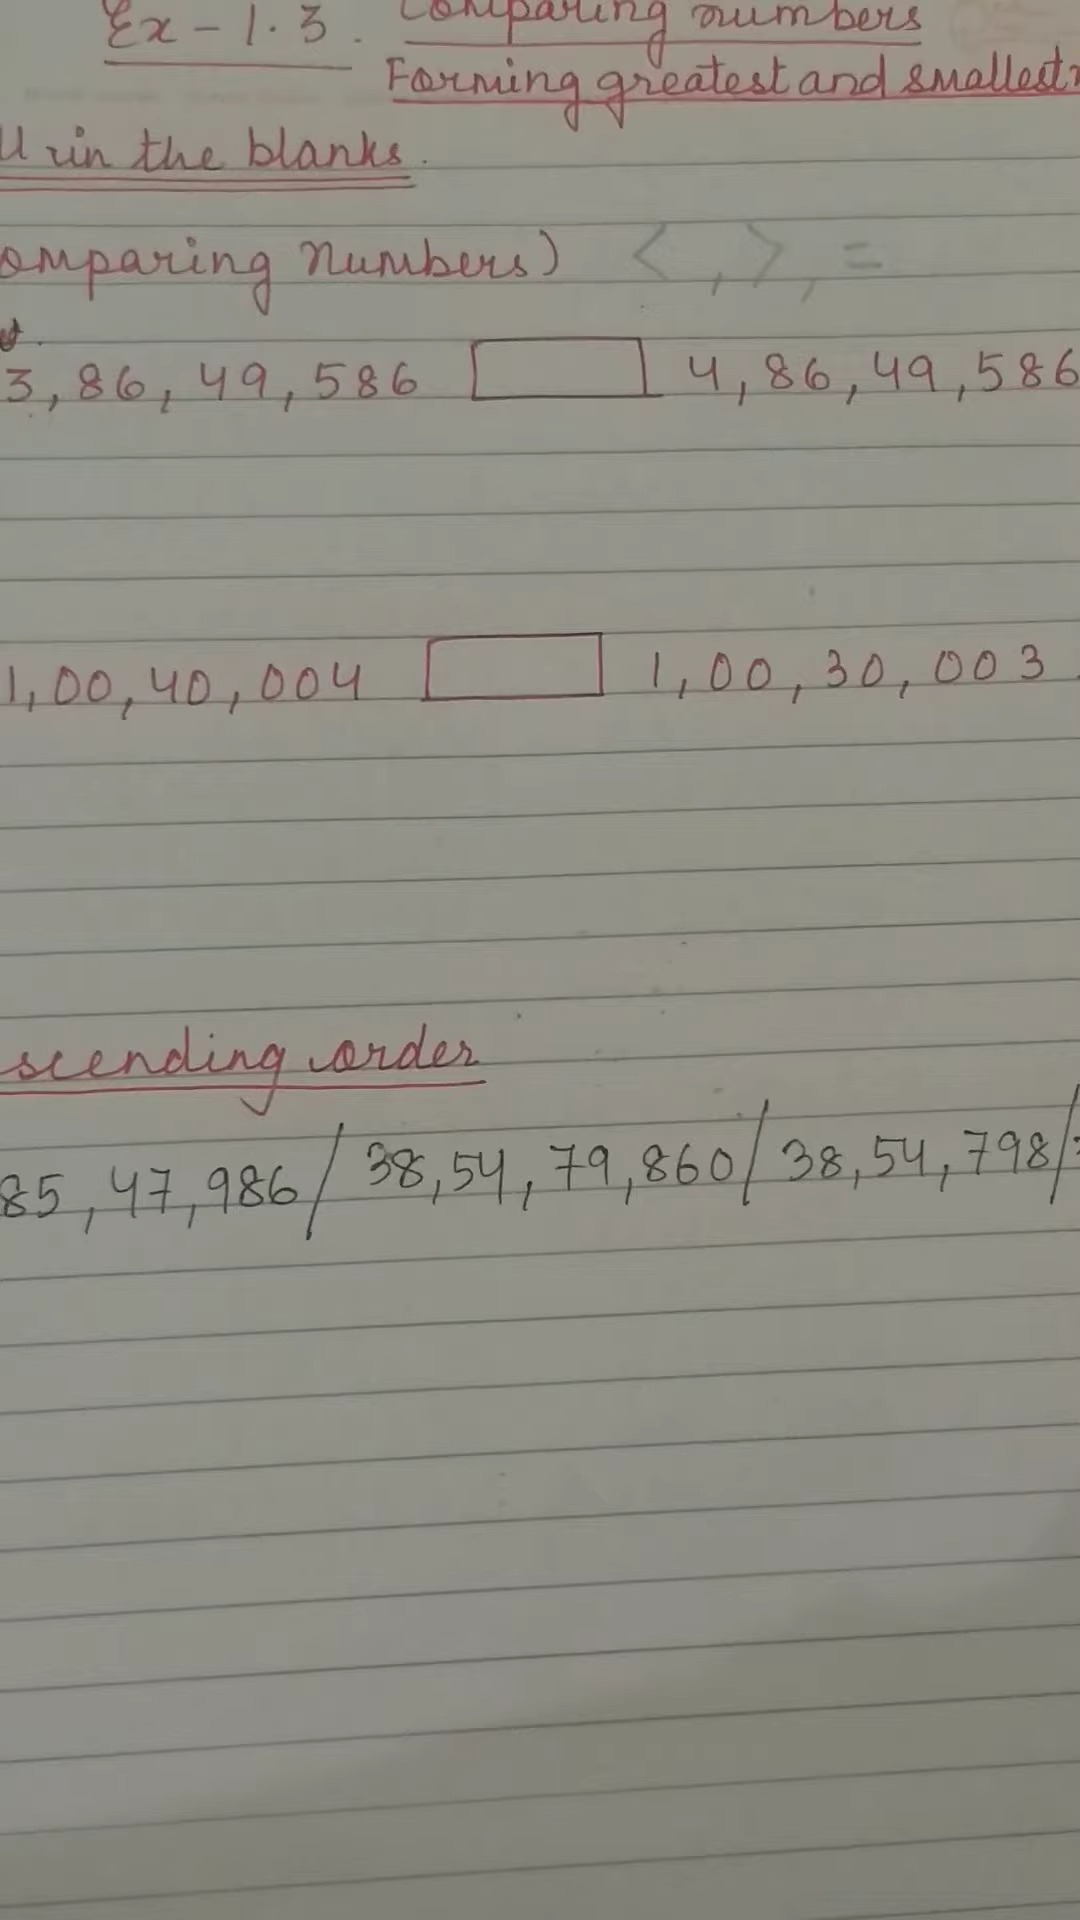 Ex - 1.3. Comparing numbers
Forming greatest and smallest
in the blanks.
omparing Numbers) < , > , =
3,86,49,586 4,86,49,586
1,00,40,004 1,00,30,003
scending order
85,47,986 / 38,54,79,860 / 38,54,798 /